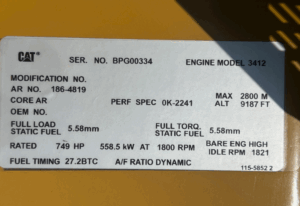 CAT SER. NO. BPG00334 ENGINE MODEL 3412
MODIFICATION NO.
AR NO. 186-4819
CORE AR PERF SPEC 0K-2241 MAX ALT 2800 M 9187 FT
OEM NO.
FULL LOAD STATIC FUEL 5.58mm FULL TORQ. STATIC FUEL 5.58mm
RATED 749 HP 558.5 kW AT 1800 RPM BARE ENG HIGH IDLE RPM 1821
FUEL TIMING 27.2BTC A/F RATIO DYNAMIC
115-5852 2